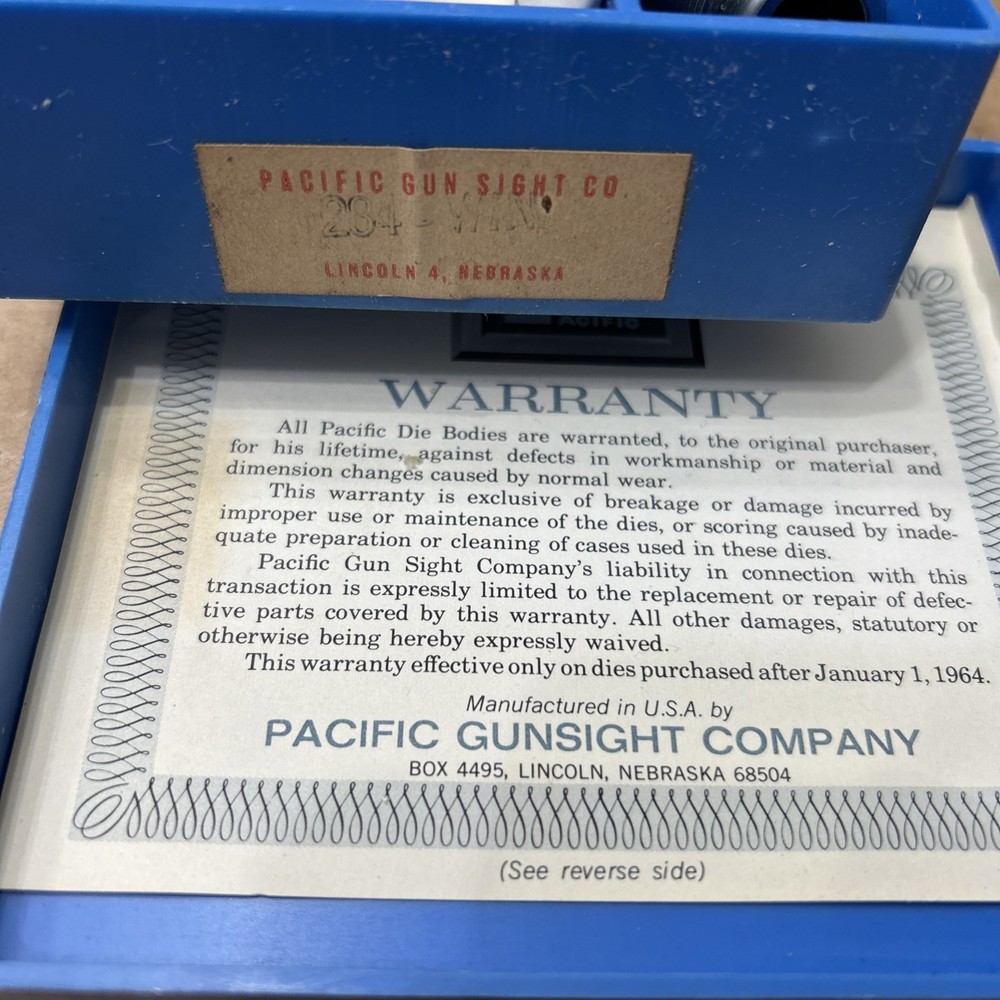 PACIFIC GUN SIGHT CO.
284 - WIN
LINCOLN 4, NEBRASKA
PACIFIC
WARRANTY
All Pacific Die Bodies are warranted, to the original purchaser,
for his lifetime, against defects in workmanship or material and
dimension changes caused by normal wear.
This warranty is exclusive of breakage or damage incurred by
improper use or maintenance of the dies, or scoring caused by inade-
quate preparation or cleaning of cases used in these dies.
Pacific Gun Sight Company's liability in connection with this
transaction is expressly limited to the replacement or repair of defec-
tive parts covered by this warranty. All other damages, statutory or
otherwise being hereby expressly waived.
This warranty effective only on dies purchased after January 1, 1964.
Manufactured in U.S.A. by
PACIFIC GUNSIGHT COMPANY
BOX 4495, LINCOLN, NEBRASKA 68504
(See reverse side)